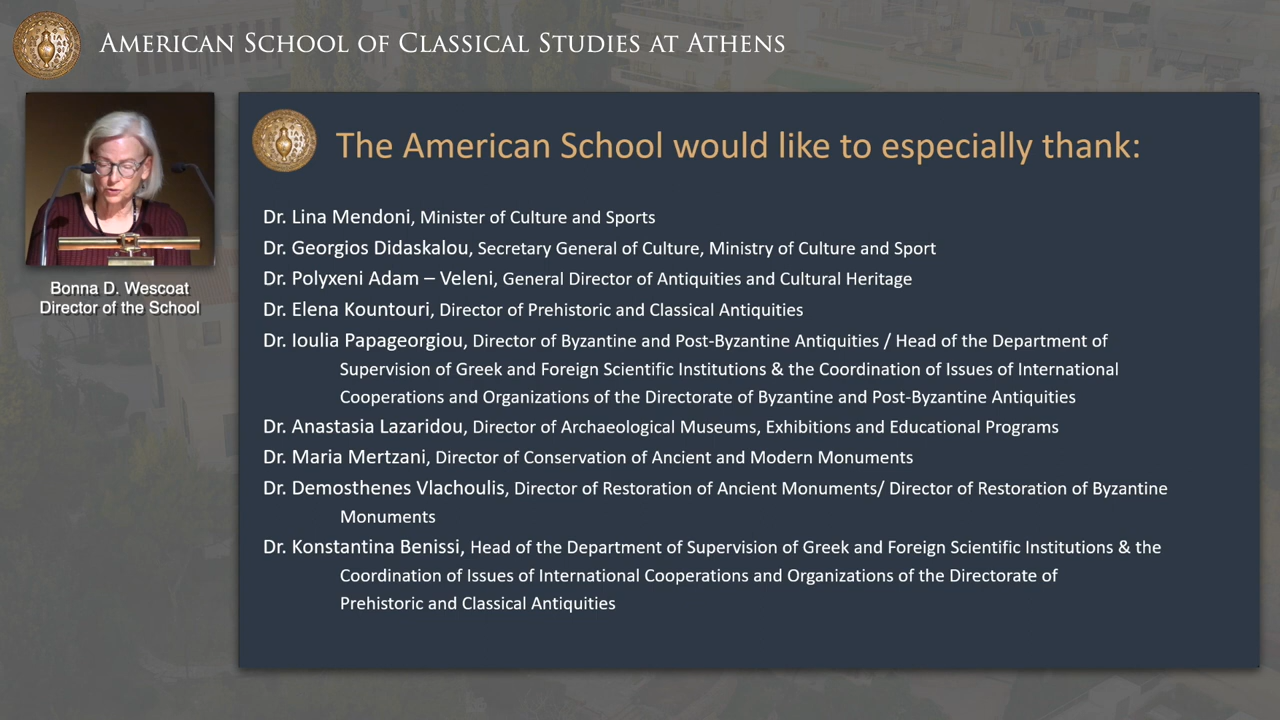 AMERICAN SCHOOL OF CLASSICAL STUDIES AT ATHENS
Bonna D. Wescoat
Director of the School
The American School would like to especially thank:
Dr. Lina Mendoni, Minister of Culture and Sports
Dr. Georgios Didaskalou, Secretary General of Culture, Ministry of Culture and Sport
Dr. Polyxeni Adam – Veleni, General Director of Antiquities and Cultural Heritage
Dr. Elena Kountouri, Director of Prehistoric and Classical Antiquities
Dr. Ioulia Papageorgiou, Director of Byzantine and Post-Byzantine Antiquities / Head of the Department of
Supervision of Greek and Foreign Scientific Institutions & the Coordination of Issues of International
Cooperations and Organizations of the Directorate of Byzantine and Post-Byzantine Antiquities
Dr. Anastasia Lazaridou, Director of Archaeological Museums, Exhibitions and Educational Programs
Dr. Maria Mertzani, Director of Conservation of Ancient and Modern Monuments
Dr. Demosthenes Vlachoulis, Director of Restoration of Ancient Monuments/ Director of Restoration of Byzantine
Monuments
Dr. Konstantina Benissi, Head of the Department of Supervision of Greek and Foreign Scientific Institutions & the
Coordination of Issues of International Cooperations and Organizations of the Directorate of
Prehistoric and Classical Antiquities